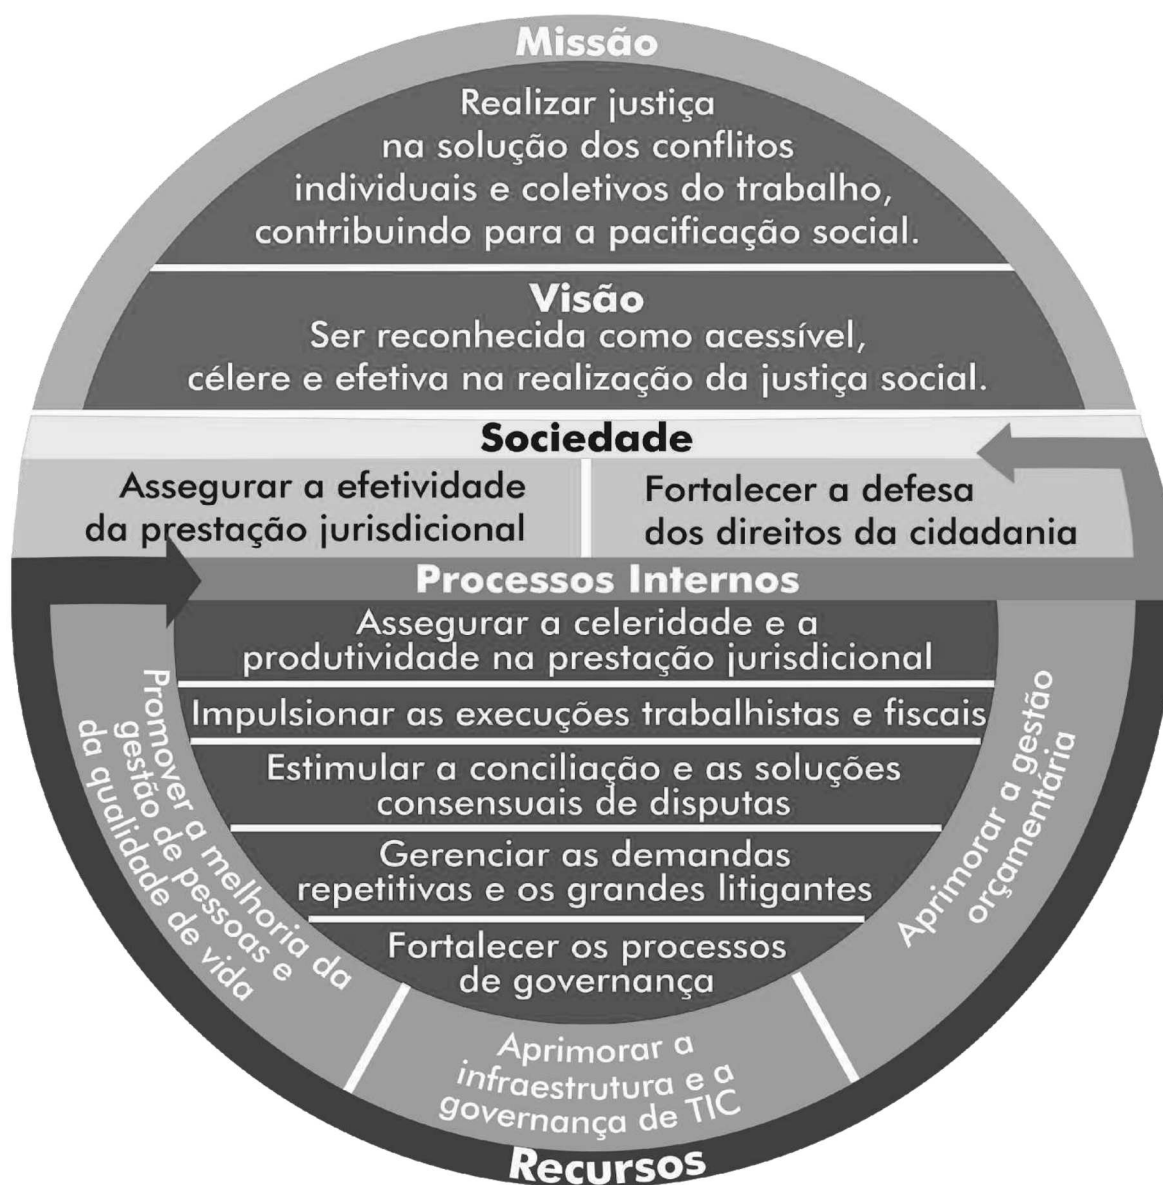 Missão
Realizar justiça
na solução dos conflitos
individuais e coletivos do trabalho,
contribuindo para a pacificação social.
Visão
Ser reconhecida como acessível,
célere e efetiva na realização da justiça social.
Sociedade
Assegurar a efetividade
da prestação jurisdicional
Fortalecer a defesa
dos direitos da cidadania
Processos Internos
Assegurar a celeridade e a
produtividade na prestação jurisdicional
Impulsionar as execuções trabalhistas e fiscais
Estimular a conciliação e as soluções
consensuais de disputas
Gerenciar as demandas
repetitivas e os grandes litigantes
Fortalecer os processos
de governança
Promover a melhoria da
gestão de pessoas e
da qualidade de vida
Aprimorar a
infraestrutura e a
governança de TIC
Aprimorar a gestão
orçamentária
Recursos